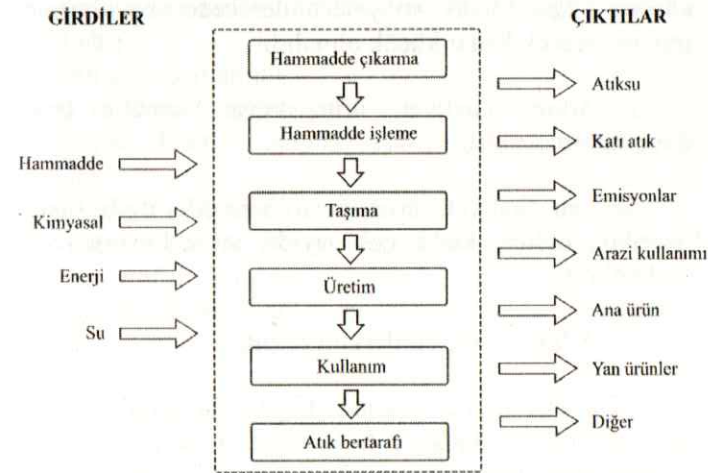 GİRDİLER
Hammadde
Kimyasal
Enerji
Su
Hammadde çıkarma
Hammadde işleme
Taşıma
Üretim
Kullanım
Atık bertarafı
ÇIKTILAR
Atıksu
Katı atık
Emisyonlar
Arazi kullanımı
Ana ürün
Yan ürünler
Diğer